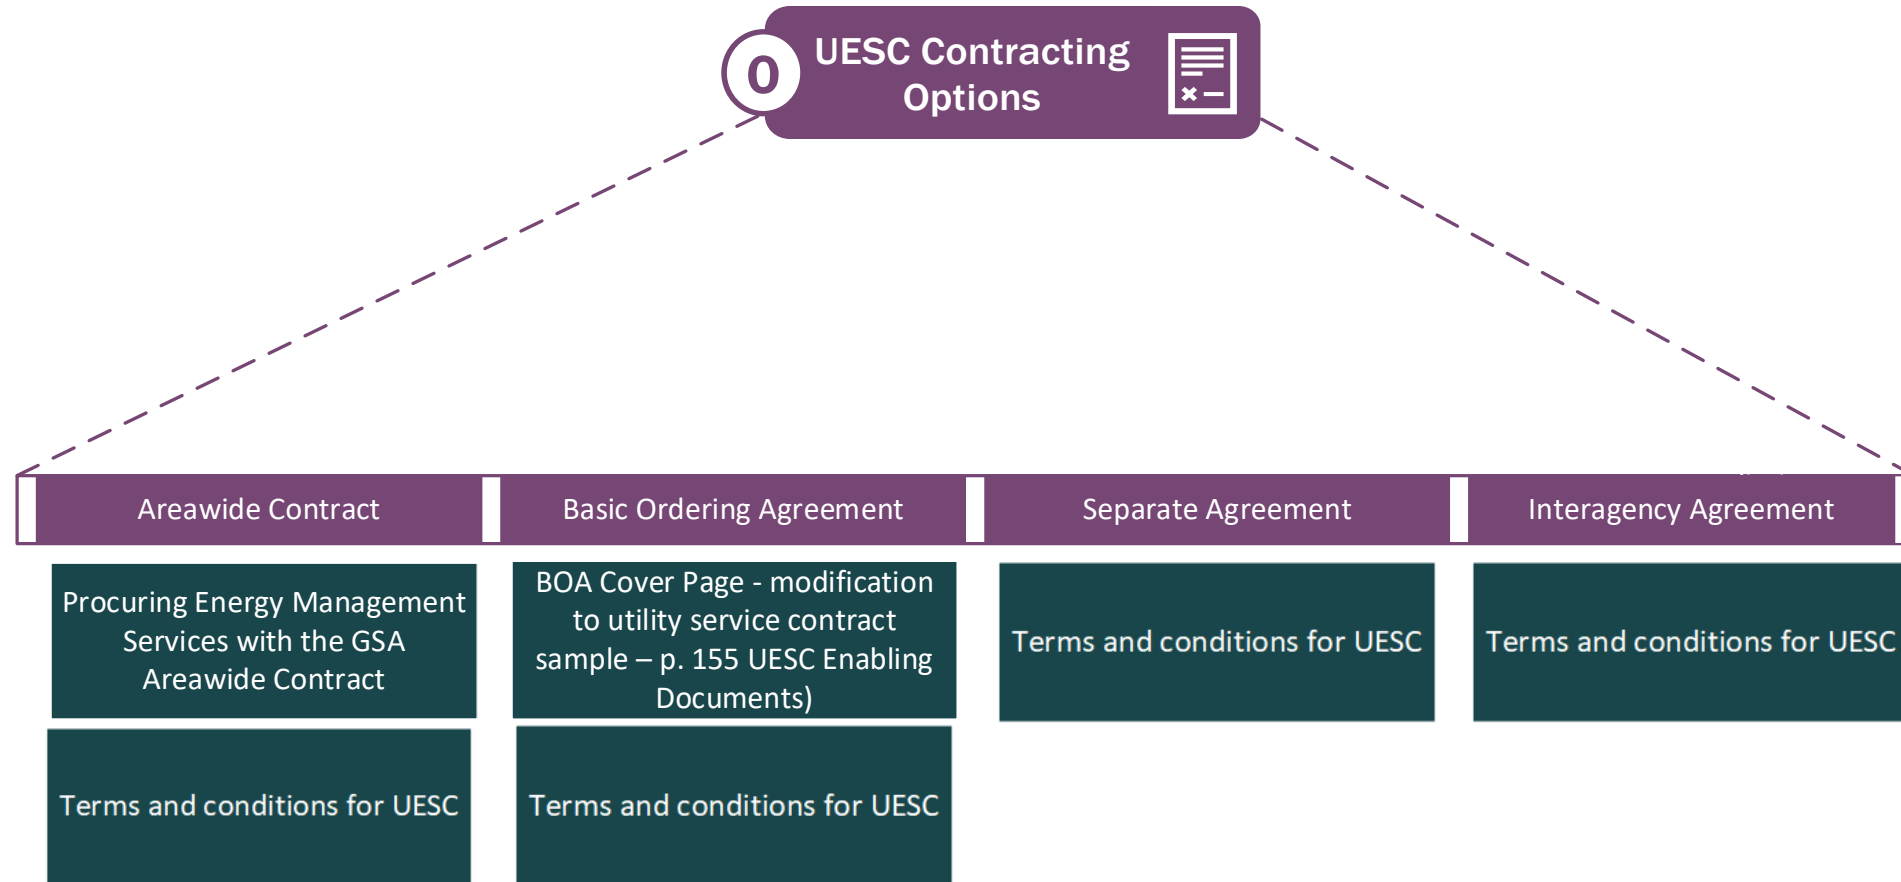 0
UESC Contracting
Options
Areawide Contract
Basic Ordering Agreement
Separate Agreement
Interagency Agreement
Procuring Energy Management
Services with the GSA
Areawide Contract
BOA Cover Page - modification
to utility service contract
sample – p. 155 UESC Enabling
Documents)
Terms and conditions for UESC
Terms and conditions for UESC
Terms and conditions for UESC
Terms and conditions for UESC